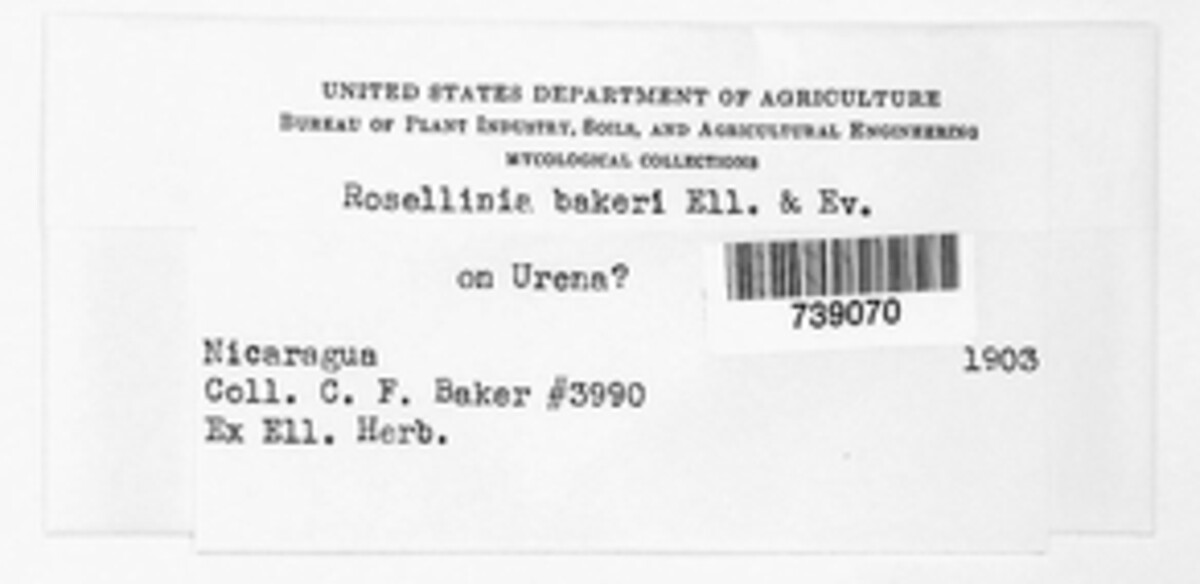 UNITED STATES DEPARTMENT OF AGRICULTURE
BUREAU OF PLANT INDUSTRY, SOILS, AND AGRICULTURAL ENGINEERING
MYCOLOGICAL COLLECTIONS
Rosellinia bakeri Ell. & Ev.
on Urena?
739070
Nicaragua 1903
Coll. C. F. Baker #3990
Ex Ell. Herb.